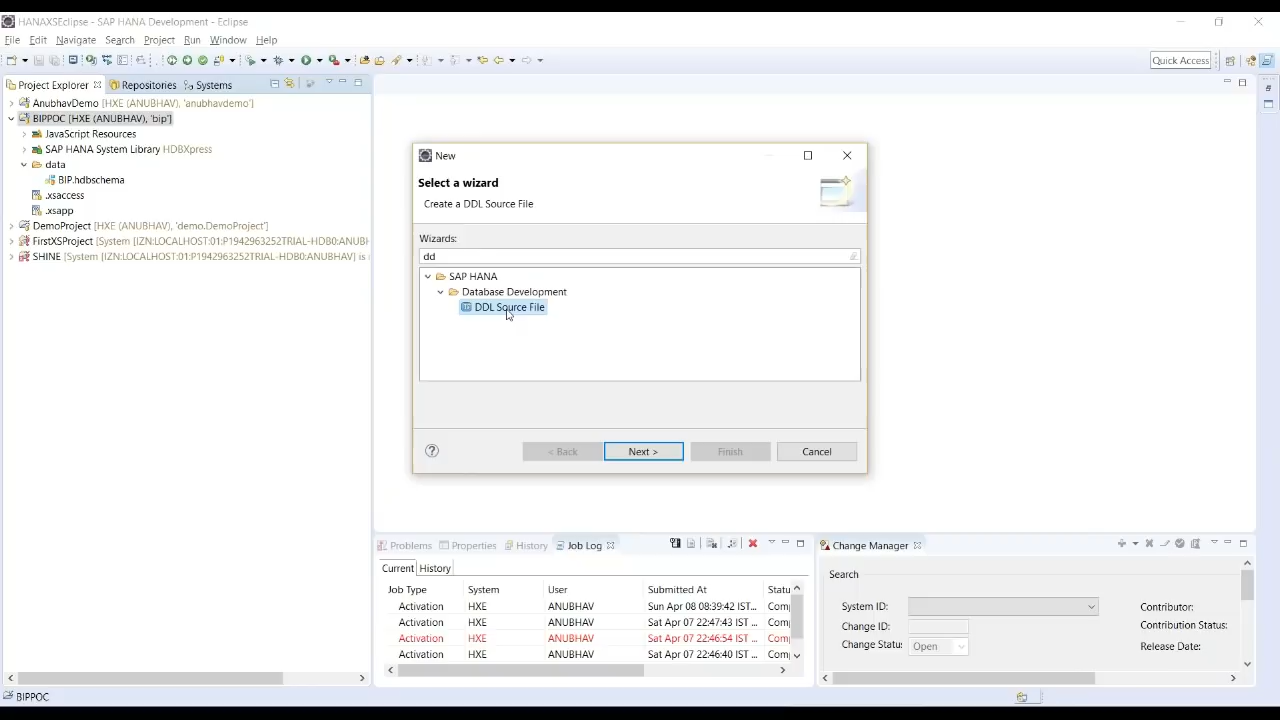 HANAXSEclipse - SAP HANA Development - Eclipse
File Edit Navigate Search Project Run Window Help
Quick Access
Project Explorer Repositories Systems
AnubhavDemo [HXE (ANUBHAV), 'anubhavdemo']
BIPPOC [HXE (ANUBHAV), 'bip']
JavaScript Resources
SAP HANA System Library HDBXpress
data
BIP.hdbschema
.xsaccess
.xsapp
DemoProject [HXE (ANUBHAV), 'demo.DemoProject']
FirstXSProject [System [IZN:LOCALHOST:01:P1942963252TRIAL-HDB0:ANUBH
SHINE [System [IZN:LOCALHOST:01:P1942963252TRIAL-HDB0:ANUBHAV] is
New
Select a wizard
Create a DDL Source File
Wizards:
dd
SAP HANA
Database Development
DDL Source File
?
< Back Next > Finish Cancel
Problems Properties History Job Log
Current History
Job Type System User Submitted At Statu
Activation HXE ANUBHAV Sun Apr 08 08:39:42 IST... Comp
Activation HXE ANUBHAV Sat Apr 07 22:47:43 IST ... Comp
Activation HXE ANUBHAV Sat Apr 07 22:46:54 IST ... Comp
Activation HXE ANUBHAV Sat Apr 07 22:46:40 IST ... Comp
Change Manager
Search
System ID:
Contributor:
Change ID:
Contribution Status:
Change Statu: Open
Release Date:
BIPPOC